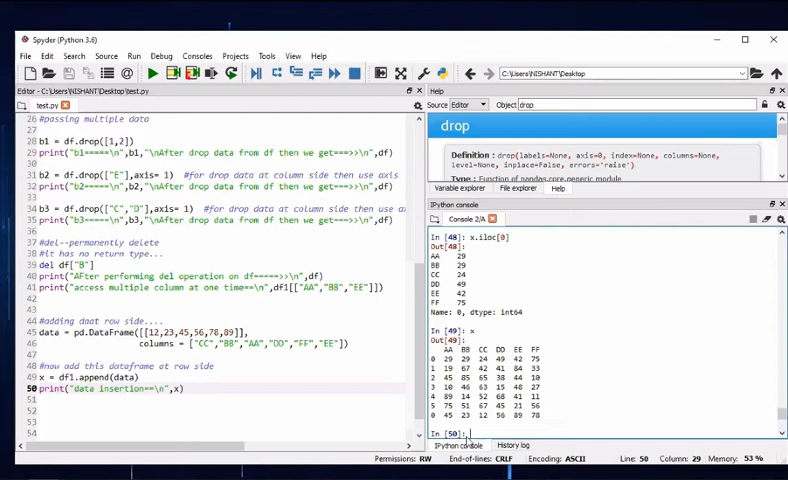 Spyder (Python 3.6)
File Edit Search Source Run Debug Consoles Projects Tools View Help
C:\Users\NISHANT\Desktop
Editor - C:\Users\NISHANT\Desktop\test.py
test.py
26 #passing multiple data
27
28 b1 = df.drop([1,2])
29 print("b1=====\n",b1,"\nAfter drop data from df then we get===>>\n",df)
30
31 b2 = df.drop(["E"],axis= 1) #for drop data at column side then use axis
32 print("b2=====\n",b2,"\nAfter drop data from df then we get===>>\n",df)
33
34 b3 = df.drop(["C","D"],axis= 1) #for drop data at column side then use ax
35 print("b3=====\n",b3,"\nAfter drop data from df then we get===>>\n",df)
36
37 #del--permanently delete
38 #it has no return type...
39 del df["B"]
40 print("AFter performing del operation on df====>>\n",df)
41 print("access multiple column at one time==\n",df1[["AA","BB","EE"]])
42
43
44 #adding daat row side....
45 data = pd.DataFrame([[12,23,45,56,78,89]],
46 columns = ["CC","BB","AA","DD","FF","EE"])
47
48 #now add this dataframe at row side
49 x = df1.append(data)
50 print("data insertion==\n",x)
51
52
53
54
Help
Source Editor Object drop
drop
Definition : drop(labels=None, axis=0, index=None, columns=None,
level=None, inplace=False, errors='raise')
Type : Function of pandas.core.generic module
Variable explorer File explorer Help
IPython console
Console 2/A
In [48]: x.iloc[0]
Out[48]:
AA 29
BB 29
CC 24
DD 49
EE 42
FF 75
Name: 0, dtype: int64
In [49]: x
Out[49]:
AA BB CC DD EE FF
0 29 29 24 49 42 75
1 19 67 42 41 84 33
2 45 85 65 38 44 10
3 10 46 63 15 48 27
4 89 14 52 68 41 11
5 75 51 67 45 21 56
0 45 23 12 56 89 78
In [50]:
IPython console History log
Permissions: RW End-of-lines: CRLF Encoding: ASCII Line: 50 Column: 29 Memory: 53 %